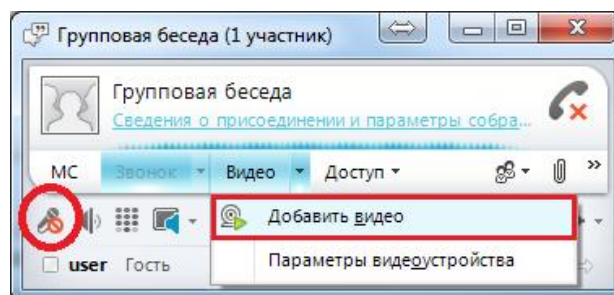 Групповая беседа (1 участник)
Групповая беседа
Сведения о присоединении и параметры собра...
МС Звонок Видео Доступ
Добавить видео
user Гость Параметры видеоустройства